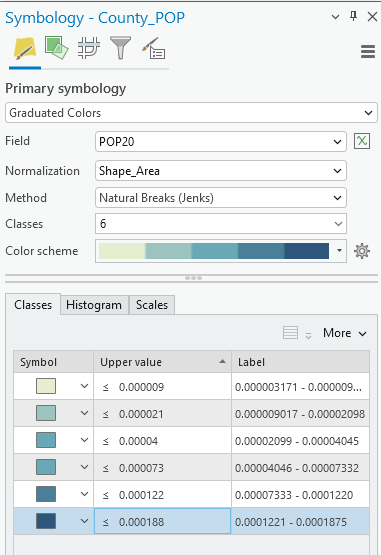 Symbology - County_POP
Primary symbology
Graduated Colors
Field POP20
Normalization Shape_Area
Method Natural Breaks (Jenks)
Classes 6
Color scheme
Classes Histogram Scales
More
Symbol Upper value Label
≤ 0.000009 0.000003171 - 0.000009...
≤ 0.000021 0.000009017 - 0.00002098
≤ 0.00004 0.00002099 - 0.00004045
≤ 0.000073 0.00004046 - 0.00007332
≤ 0.000122 0.00007333 - 0.0001220
≤ 0.000188 0.0001221 - 0.0001875